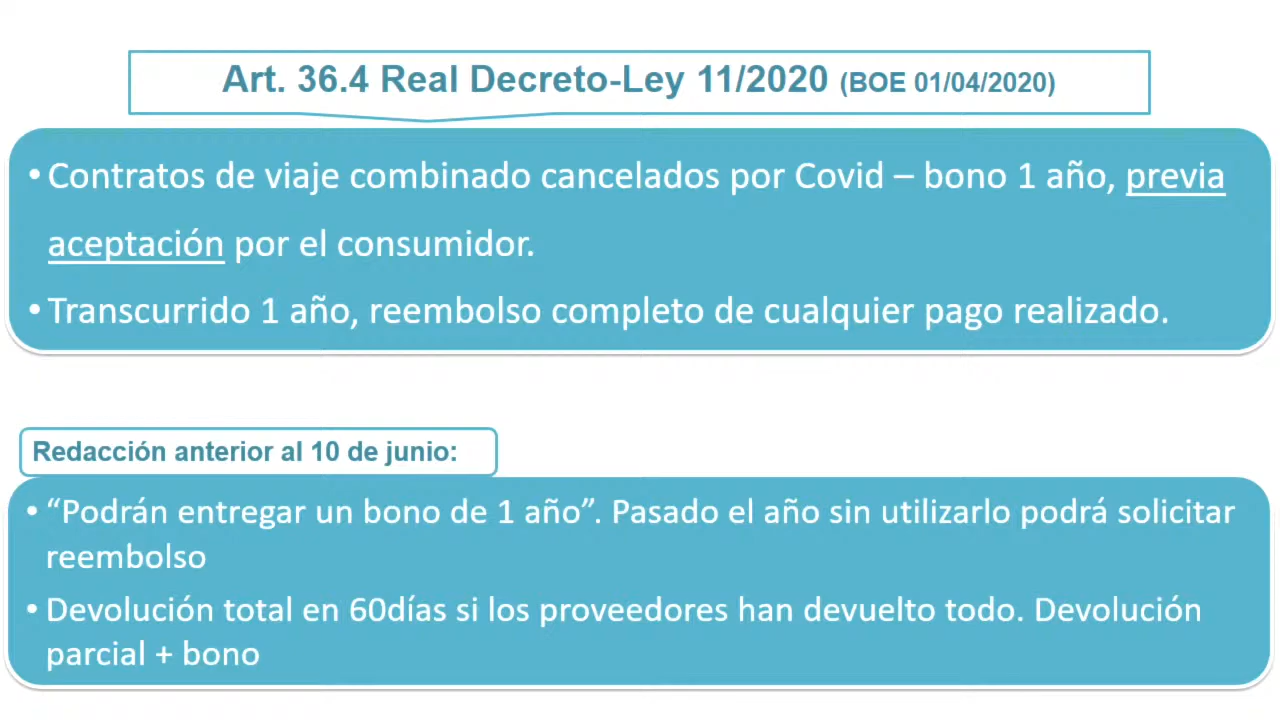 Art. 36.4 Real Decreto-Ley 11/2020 (BOE 01/04/2020)
• Contratos de viaje combinado cancelados por Covid – bono 1 año, previa
aceptación por el consumidor.
• Transcurrido 1 año, reembolso completo de cualquier pago realizado.
Redacción anterior al 10 de junio:
• “Podrán entregar un bono de 1 año”. Pasado el año sin utilizarlo podrá solicitar
reembolso
• Devolución total en 60días si los proveedores han devuelto todo. Devolución
parcial + bono